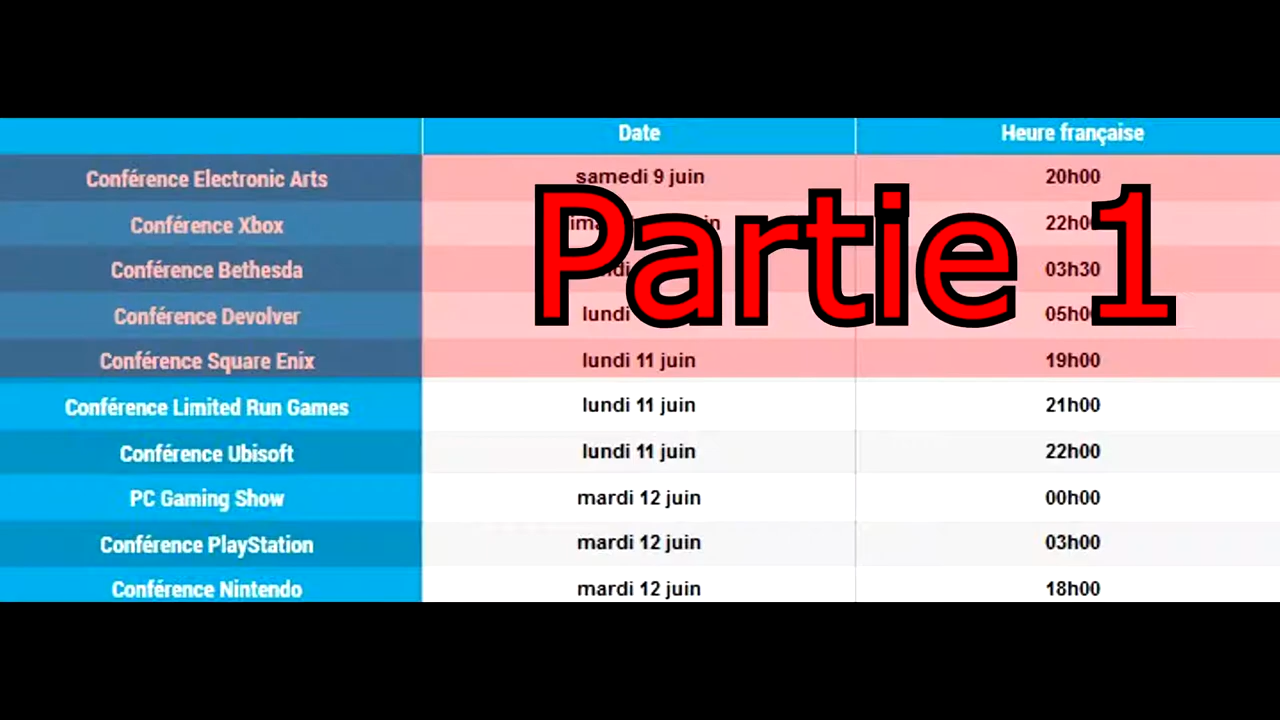 Date Heure française
Conférence Electronic Arts samedi 9 juin 20h00
Conférence Xbox 22h00
Conférence Bethesda 03h30
Conférence Devolver lundi 05h00
Partie 1
Conférence Square Enix lundi 11 juin 19h00
Conférence Limited Run Games lundi 11 juin 21h00
Conférence Ubisoft lundi 11 juin 22h00
PC Gaming Show mardi 12 juin 00h00
Conférence PlayStation mardi 12 juin 03h00
Conférence Nintendo mardi 12 juin 18h00